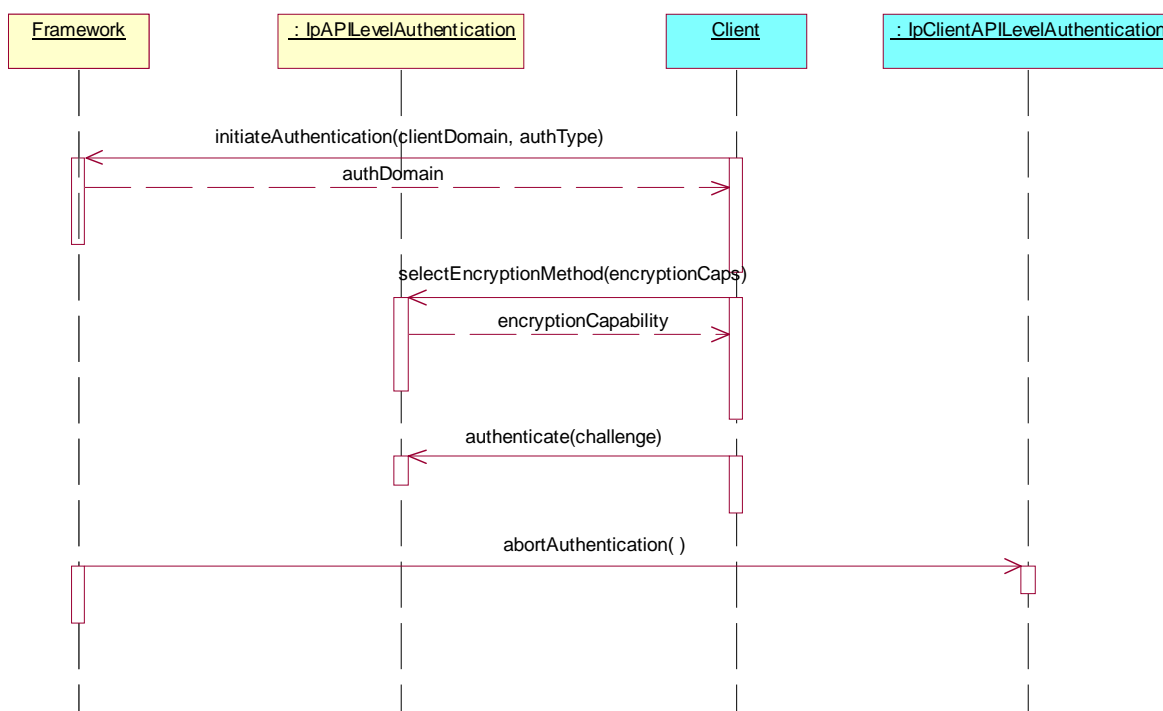 Framework
: IpAPILevelAuthentication
Client
: IpClientAPILevelAuthentication
initiateAuthentication(clientDomain, authType)
authDomain
selectEncryptionMethod(encryptionCaps)
encryptionCapability
authenticate(challenge)
abortAuthentication( )